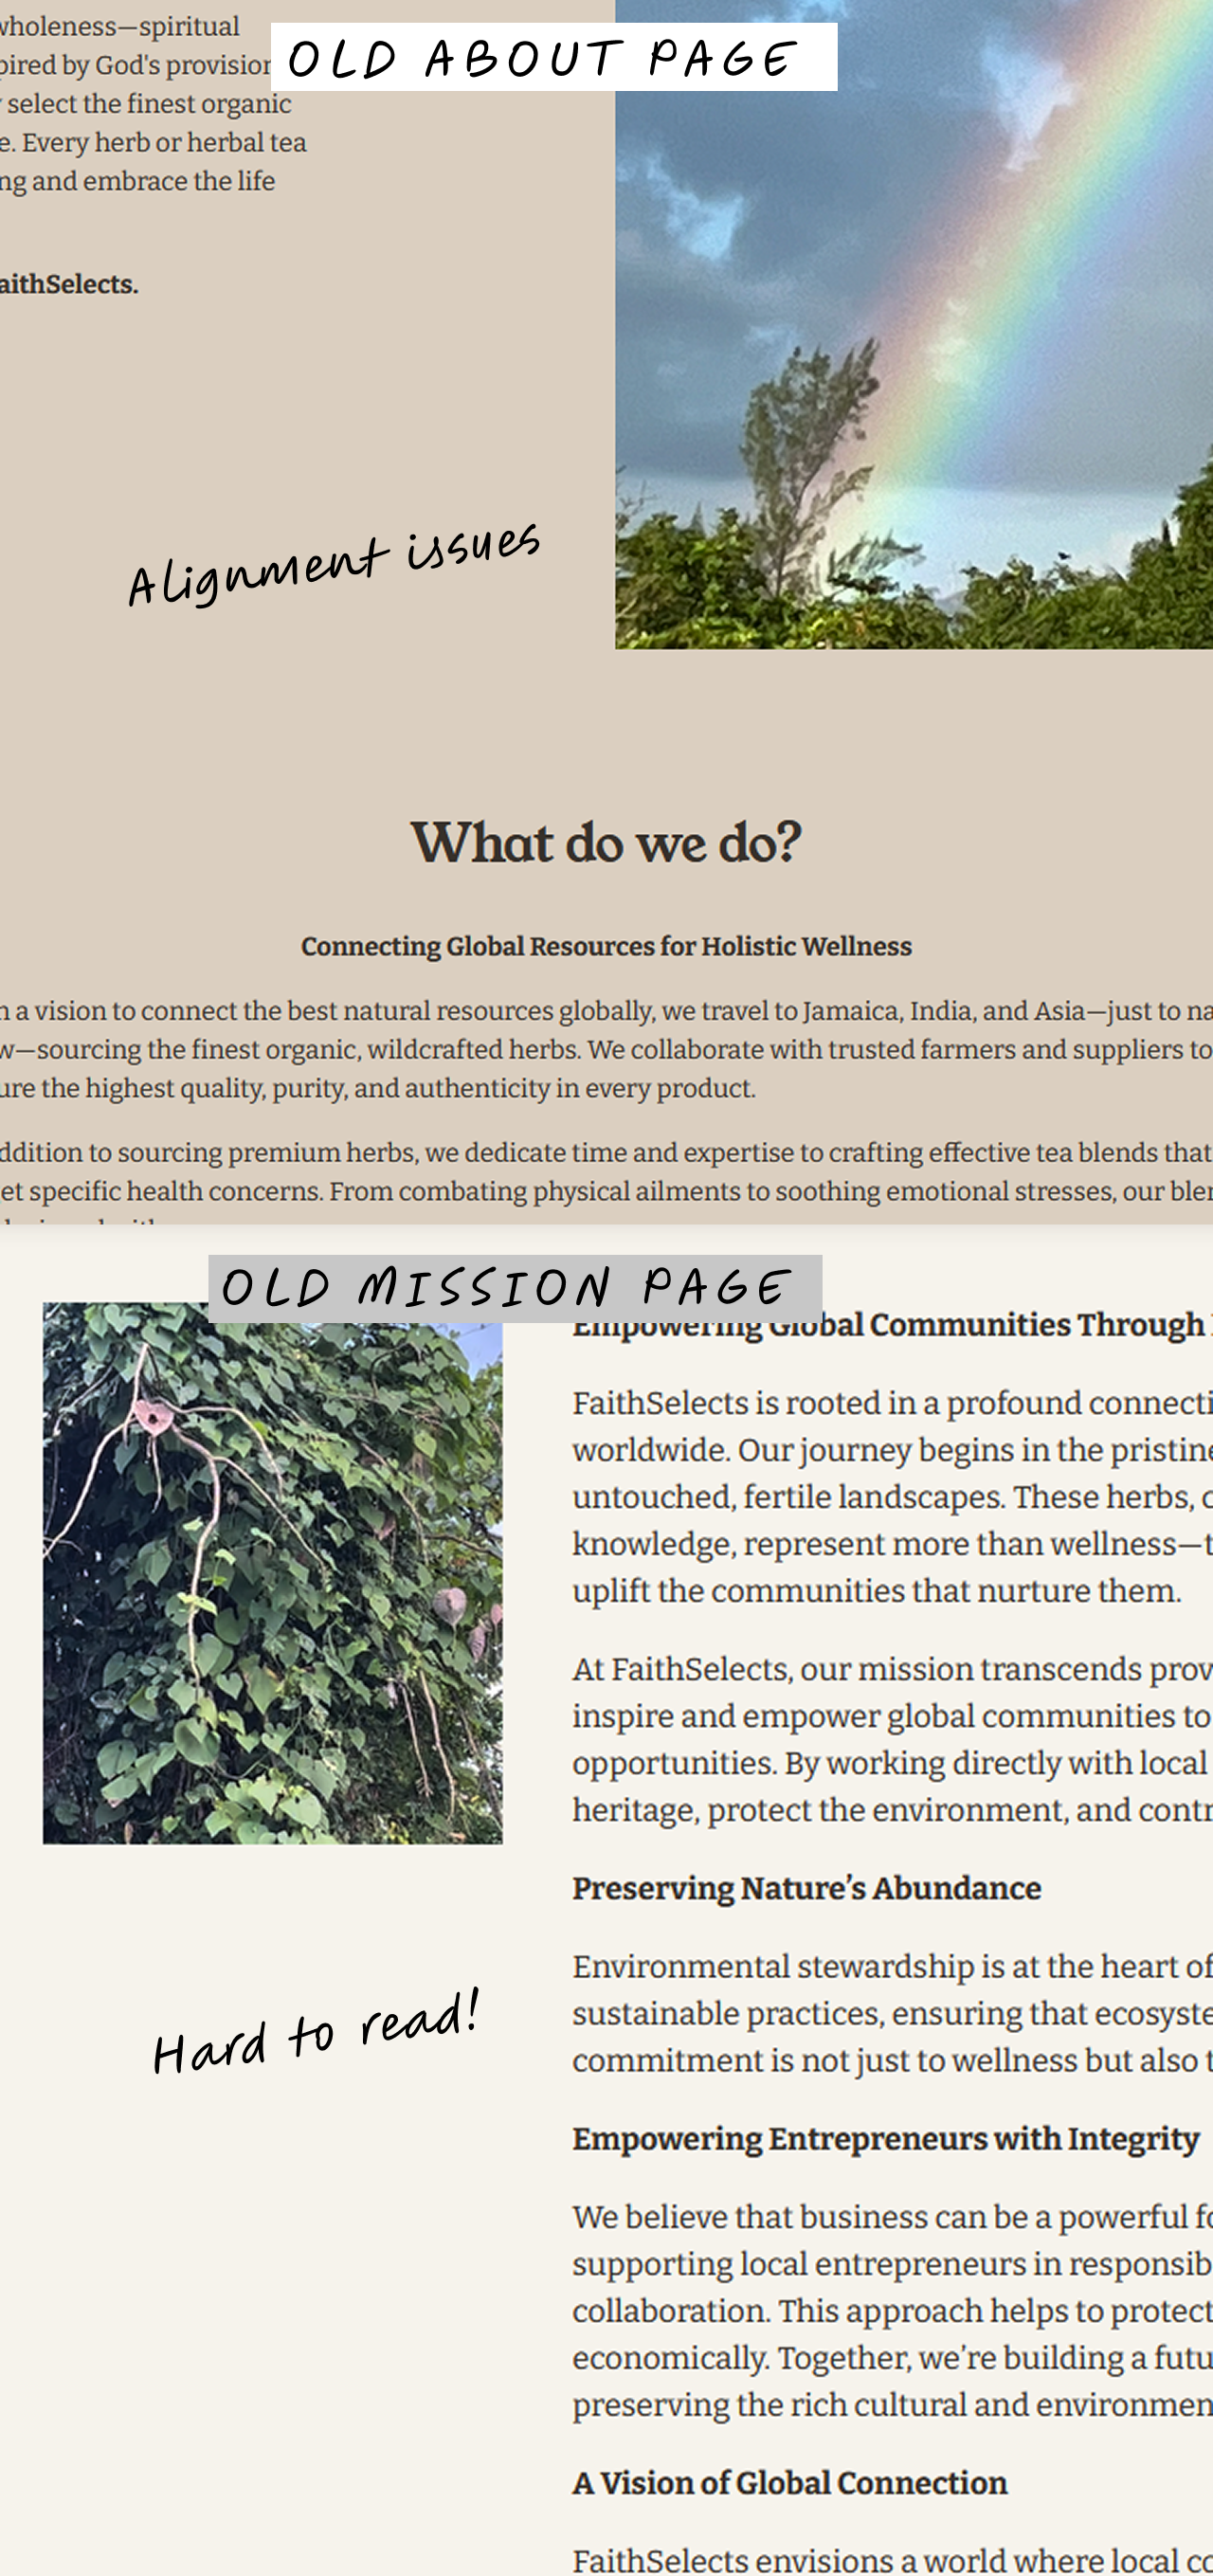 wholeness—spiritual
OLD ABOUT PAGE
God's provision
select the finest organic
Every herb or herbal tea
and embrace the life
aithSelects.
Alignment issues
What do we do?
Connecting Global Resources for Holistic Wellness
a vision to connect the best natural resources globally, we travel to Jamaica, India, and Asia—just to na
w—sourcing the finest organic, wildcrafted herbs. We collaborate with trusted farmers and suppliers to
ure the highest quality, purity, and authenticity in every product.
ddition to sourcing premium herbs, we dedicate time and expertise to crafting effective tea blends that
et specific health concerns. From combating physical ailments to soothing emotional stresses, our bler
OLD MISSION PAGE
Empowering Global Communities Through
FaithSelects is rooted in a profound connecti
worldwide. Our journey begins in the pristine
untouched, fertile landscapes. These herbs, c
knowledge, represent more than wellness—t
uplift the communities that nurture them.
At FaithSelects, our mission transcends prov
inspire and empower global communities to
opportunities. By working directly with local
heritage, protect the environment, and contr
Preserving Nature’s Abundance
Environmental stewardship is at the heart of
sustainable practices, ensuring that ecosyste
commitment is not just to wellness but also t
Hard to read!
Empowering Entrepreneurs with Integrity
We believe that business can be a powerful fo
supporting local entrepreneurs in responsib
collaboration. This approach helps to protect
economically. Together, we’re building a futu
preserving the rich cultural and environmen
A Vision of Global Connection
FaithSelects envisions a world where local co